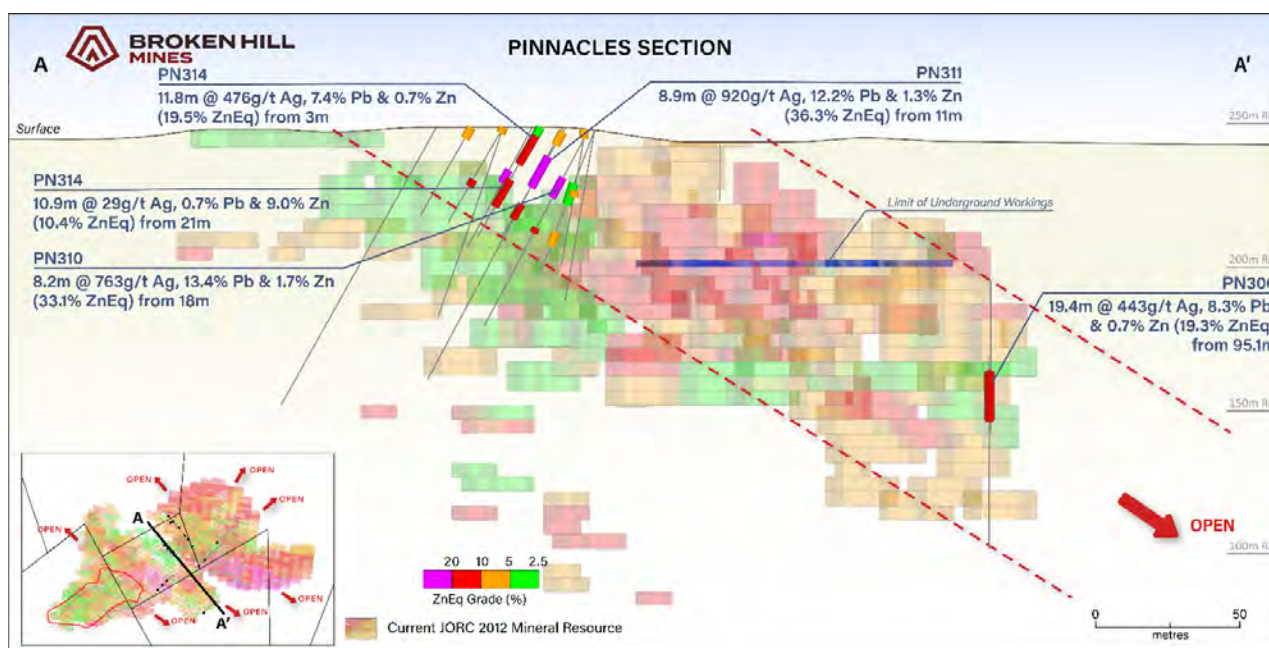 BROKEN HILL
MINES
PINNACLES SECTION
A
A'
PN314
11.8m @ 476g/t Ag, 7.4% Pb & 0.7% Zn
(19.5% ZnEq) from 3m
PN311
8.9m @ 920g/t Ag, 12.2% Pb & 1.3% Zn
(36.3% ZnEq) from 11m
250m R
Surface
PN314
10.9m @ 29g/t Ag, 0.7% Pb & 9.0% Zn
(10.4% ZnEq) from 21m
Limit of Underground Workings
PN310
8.2m @ 763g/t Ag, 13.4% Pb & 1.7% Zn
(33.1% ZnEq) from 18m
200m R
PN306
19.4m @ 443g/t Ag, 8.3% Pb
& 0.7% Zn (19.3% ZnEq
from 95.1m
150m R
OPEN
OPEN
OPEN
OPEN
A
OPEN
OPEN
OPEN
A'
OPEN
20 10 5 2.5
ZnEq Grade (%)
Current JORC 2012 Mineral Resource
OPEN
100m R
0 50
metres